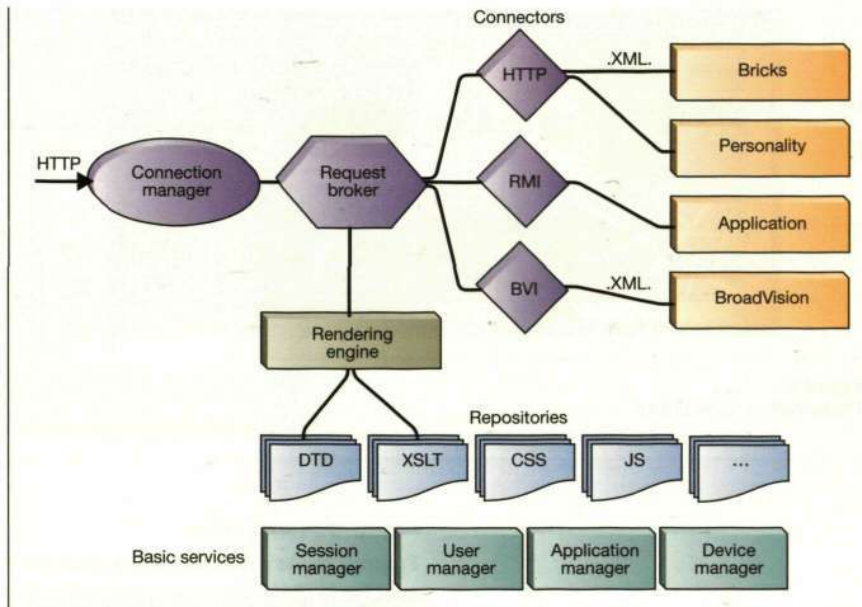 Connectors
HTTP
.XML.
Bricks
Personality
HTTP
Connection
manager
Request
broker
RMI
Application
BVI
.XML.
BroadVision
Rendering
engine
Repositories
DTD
XSLT
CSS
JS
...
Basic services
Session
manager
User
manager
Application
manager
Device
manager